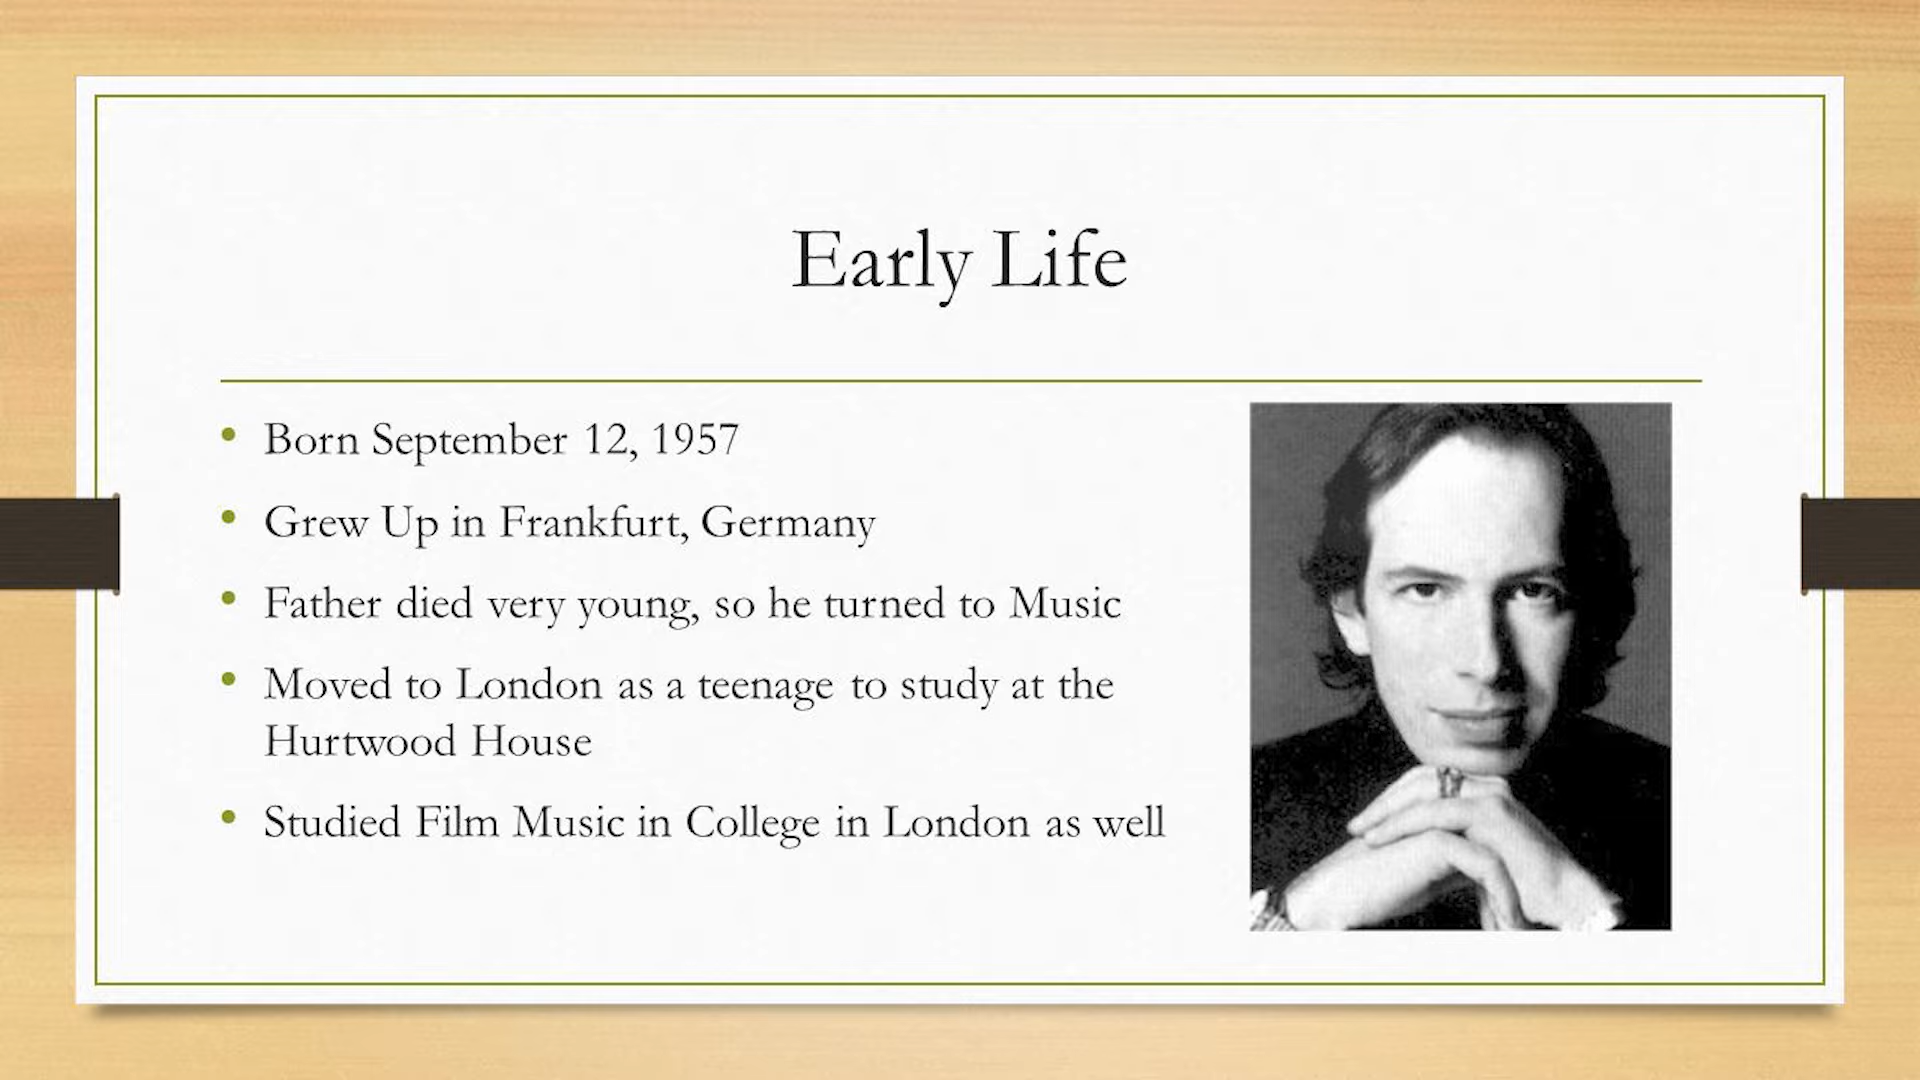 Early Life
• Born September 12, 1957
• Grew Up in Frankfurt, Germany
• Father died very young, so he turned to Music
• Moved to London as a teenage to study at the
Hurtwood House
• Studied Film Music in College in London as well